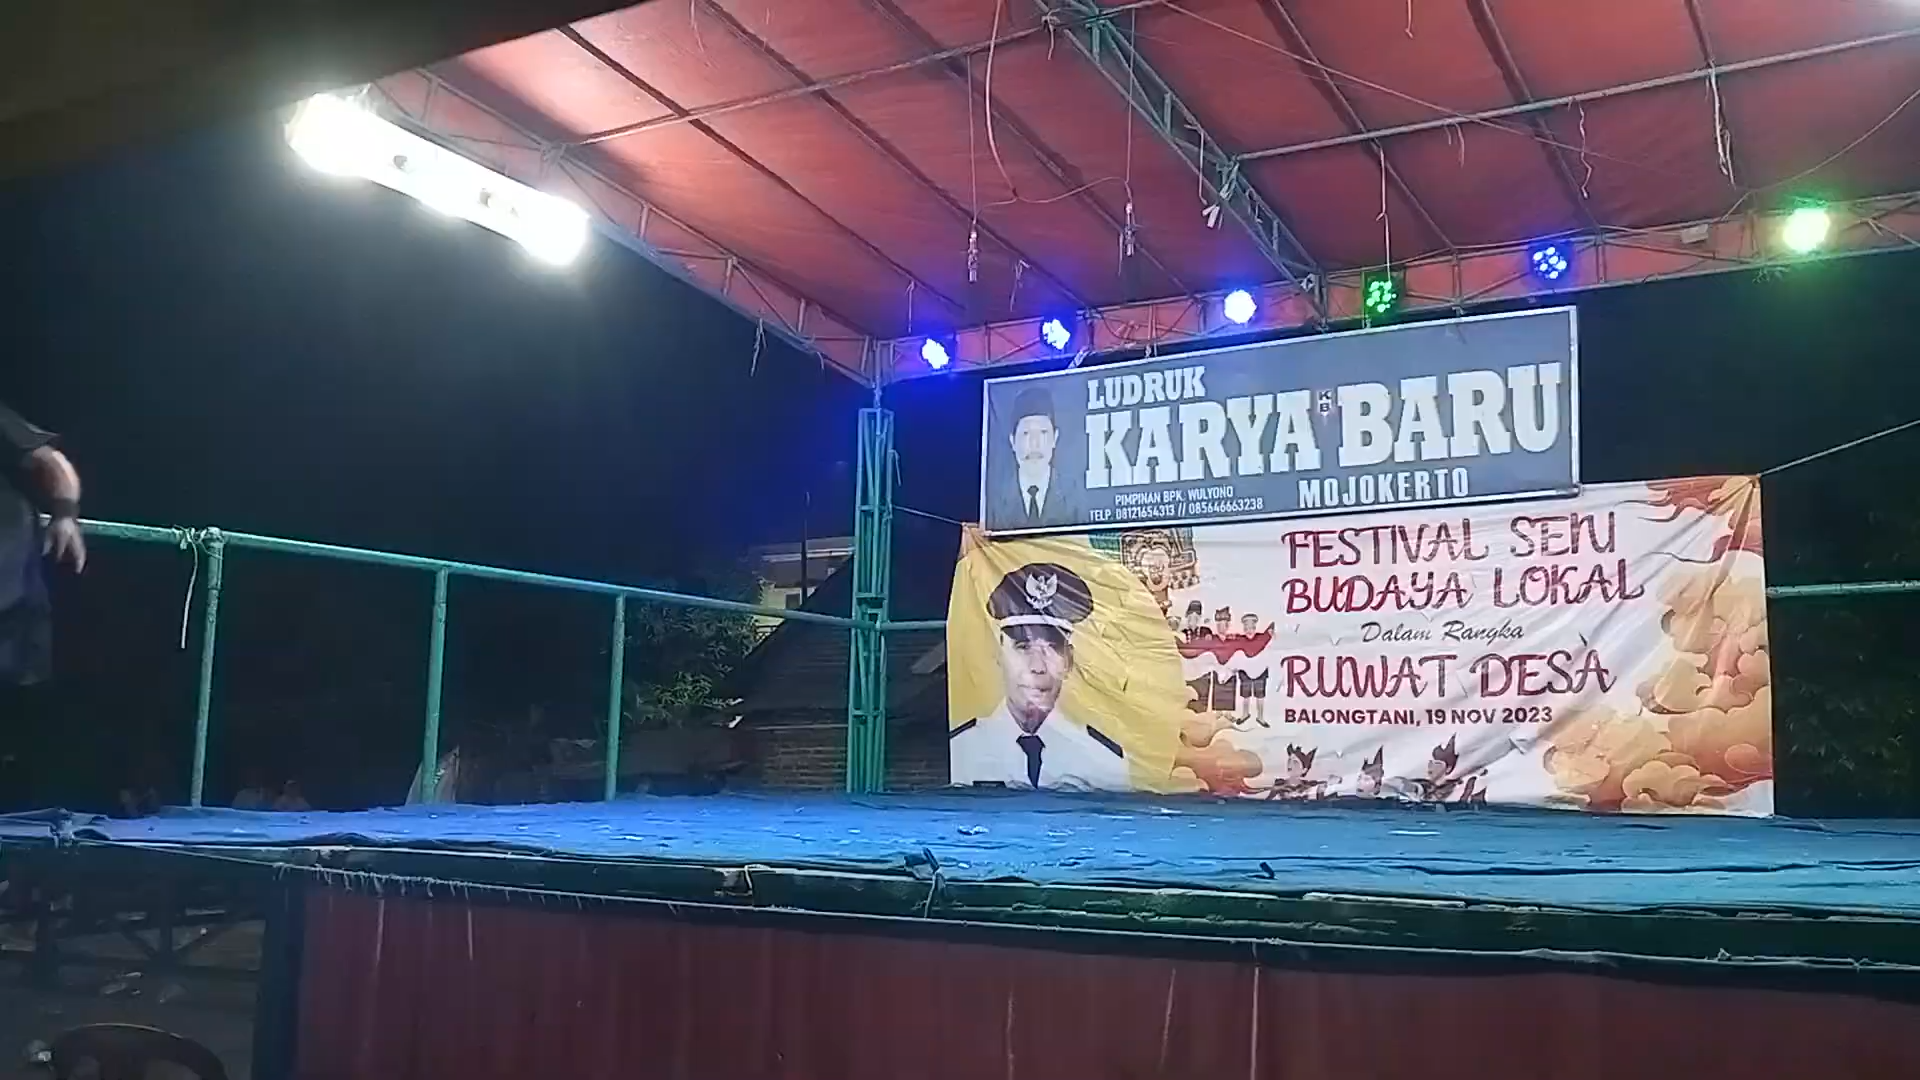 LUDRUK
KARYA KB BARU
PIMPINAN BPK. WULYONO
TELP. 08121654313 // 085646663238
MOJOKERTO
FESTIVAL SENI
BUDAYA LOKAL
Dalam Rangka
RUWAT DESA
BALONGTANI, 19 NOV 2023